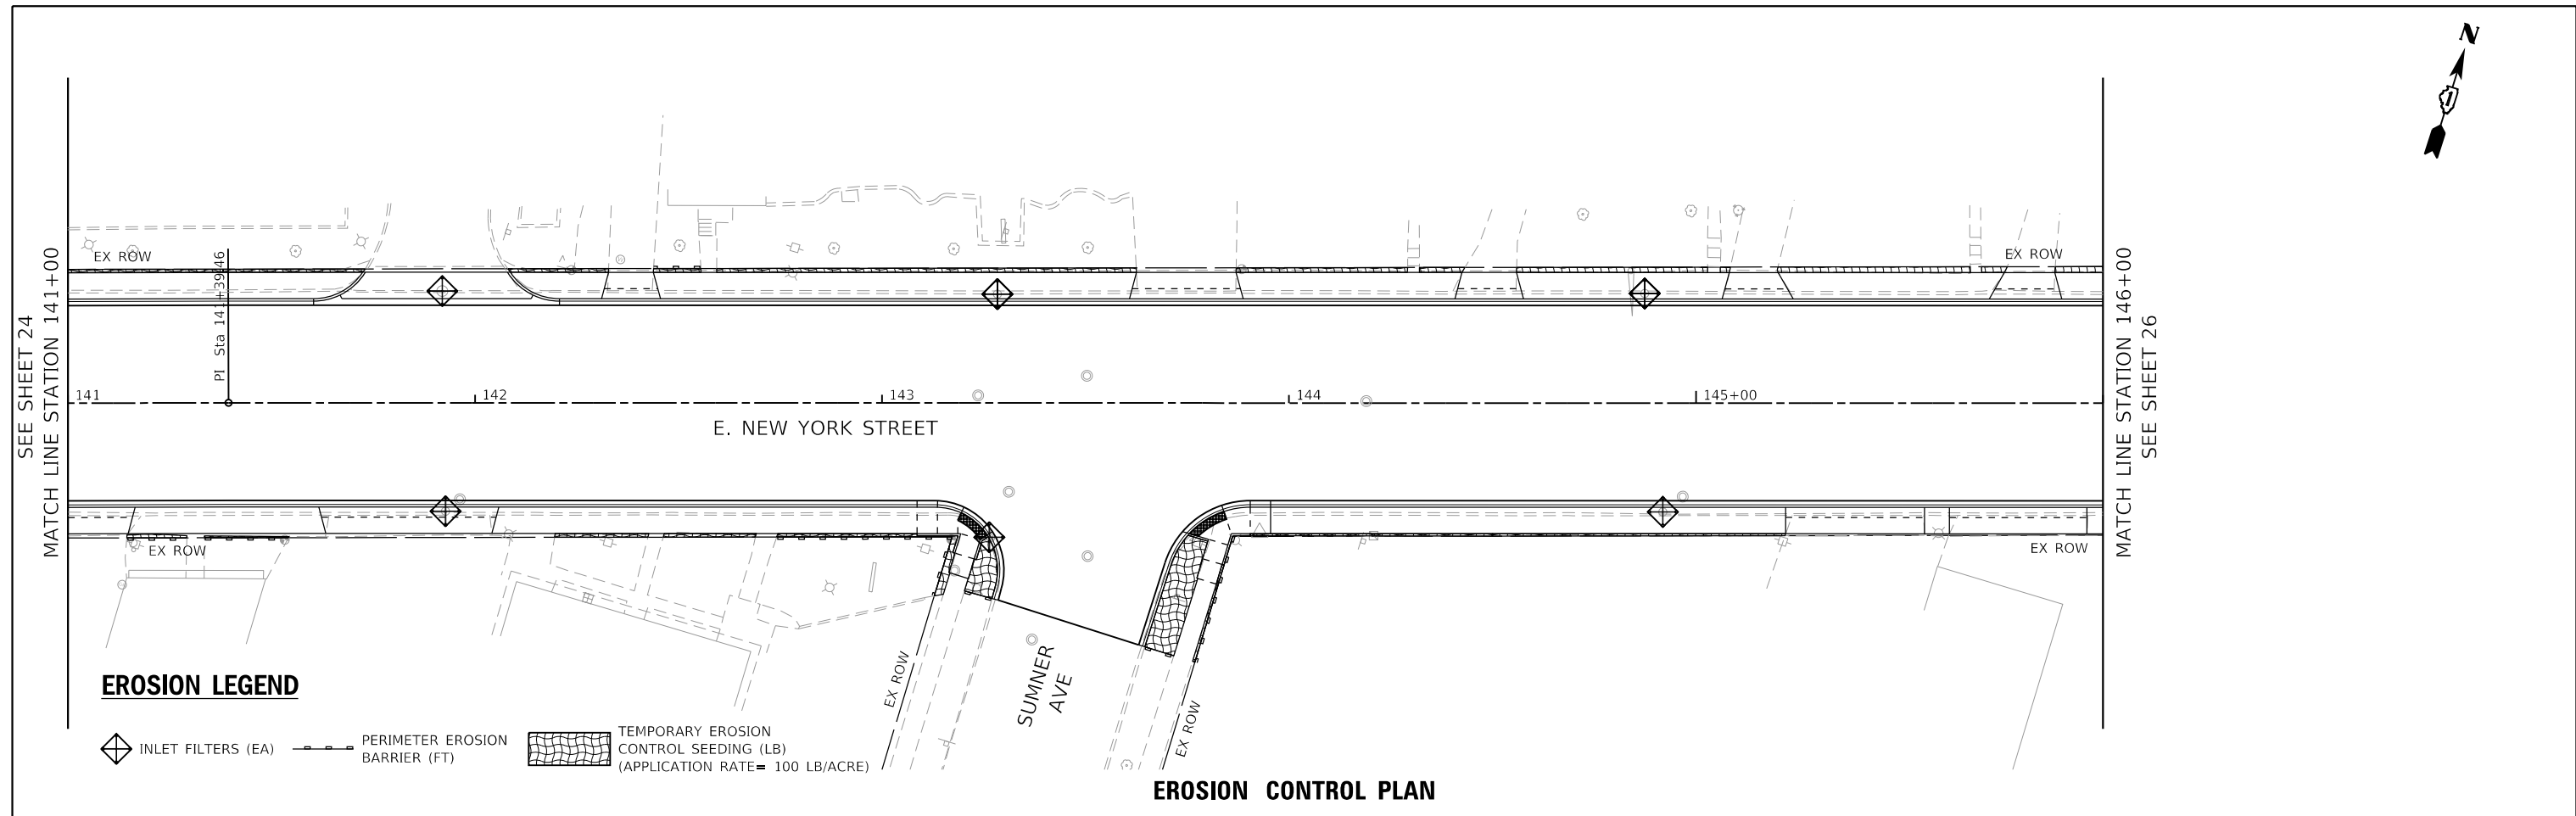 N
1
SEE SHEET 24
MATCH LINE STATION 141+00
EX ROW
PI Sta 141+39.46
EX ROW
MATCH LINE STATION 146+00
SEE SHEET 26
141
142
143
144
145+00
E. NEW YORK STREET
EX ROW
EX ROW
EX ROW
SUMNER
AVE
EX ROW
EROSION LEGEND
INLET FILTERS (EA)
PERIMETER EROSION
BARRIER (FT)
TEMPORARY EROSION
CONTROL SEEDING (LB)
(APPLICATION RATE= 100 LB/ACRE)
EROSION CONTROL PLAN